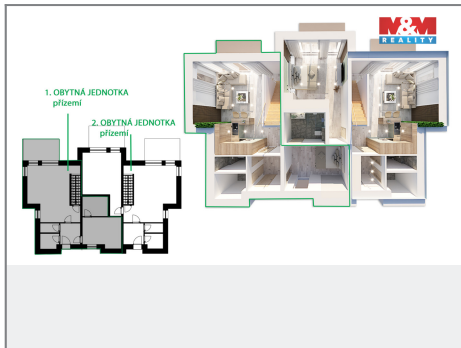 M&M
REALITY
1. OBYTNÁ JEDNOTKA
přízemí
2. OBYTNÁ JEDNOTKA
přízemí